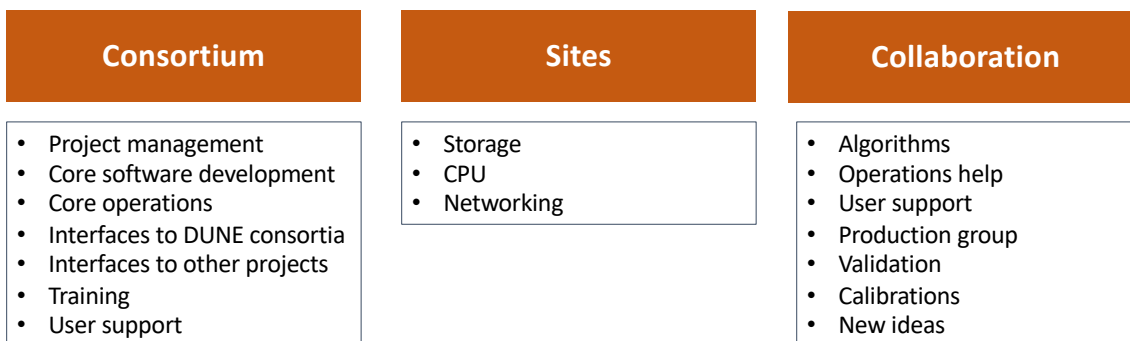 Consortium
• Project management
• Core software development
• Core operations
• Interfaces to DUNE consortia
• Interfaces to other projects
• Training
• User support
Sites
• Storage
• CPU
• Networking
Collaboration
• Algorithms
• Operations help
• User support
• Production group
• Validation
• Calibrations
• New ideas